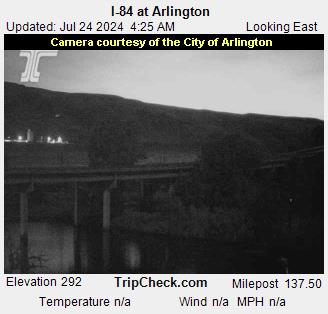 I-84 at Arlington
Updated: Jul 24 2024 4:25 AM Looking East
Camera courtesy of the City of Arlington
Elevation 292 TripCheck.com Milepost 137.50
Temperature n/a Wind n/a MPH n/a